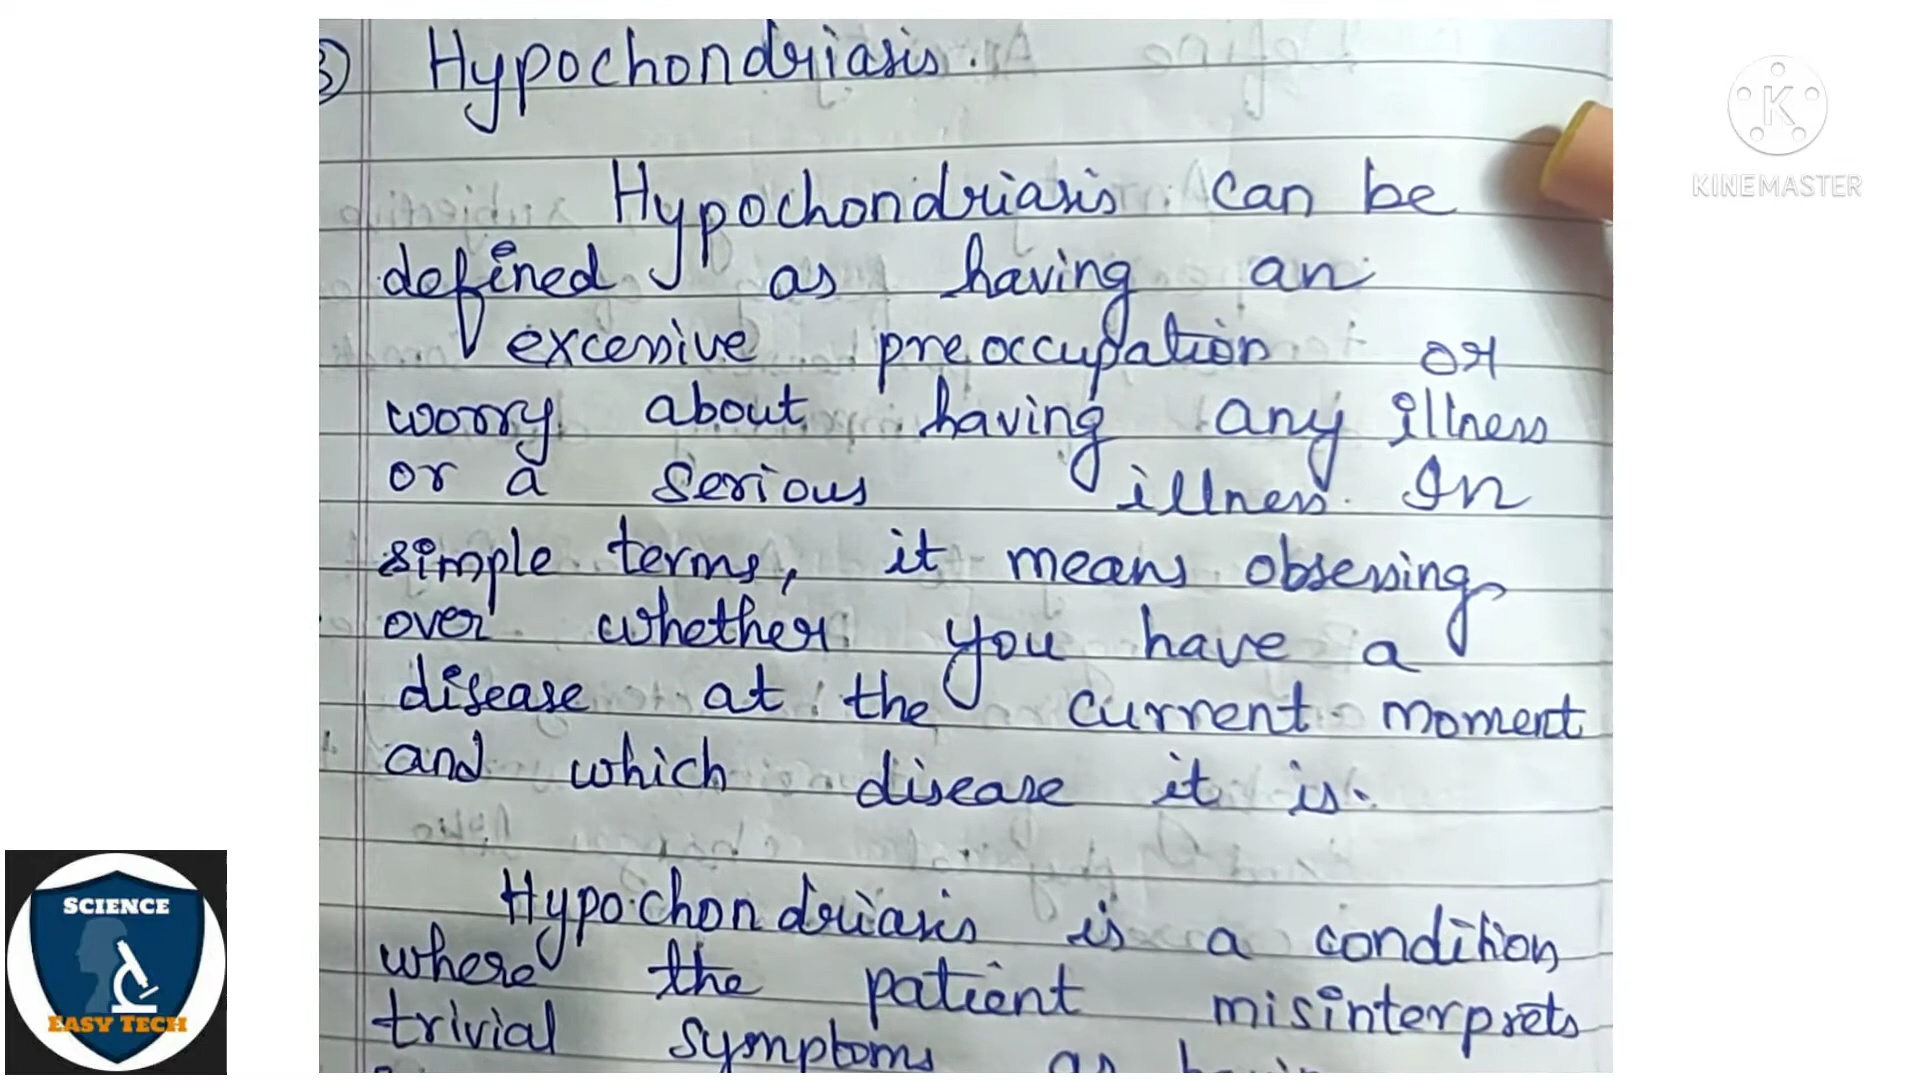 3) Hypochondriasis.
Hypochondriasis can be
defined as having an
excessive preoccupation or
worry about having any illness
or a serious illness. In
simple terms, it means obsessing
over whether you have a
disease at the current moment
and which disease it is.
Hypochondriasis is a condition
where the patient misinterprets
trivial symptoms as
KINEMASTER
SCIENCE
EASY TECH